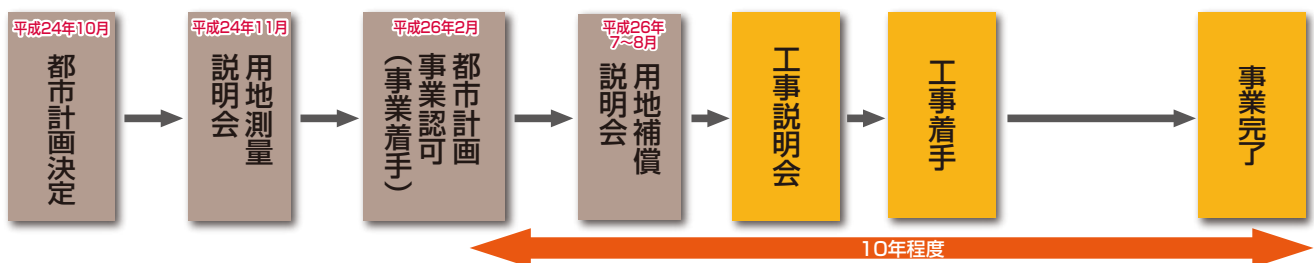 平成24年10月
都市計画決定
平成24年11月
用地測量
説明会
平成26年2月
都市計画
事業認可
（事業着手）
平成26年
7〜8月
用地補償
説明会
工事説明会
工事着手
事業完了
10年程度